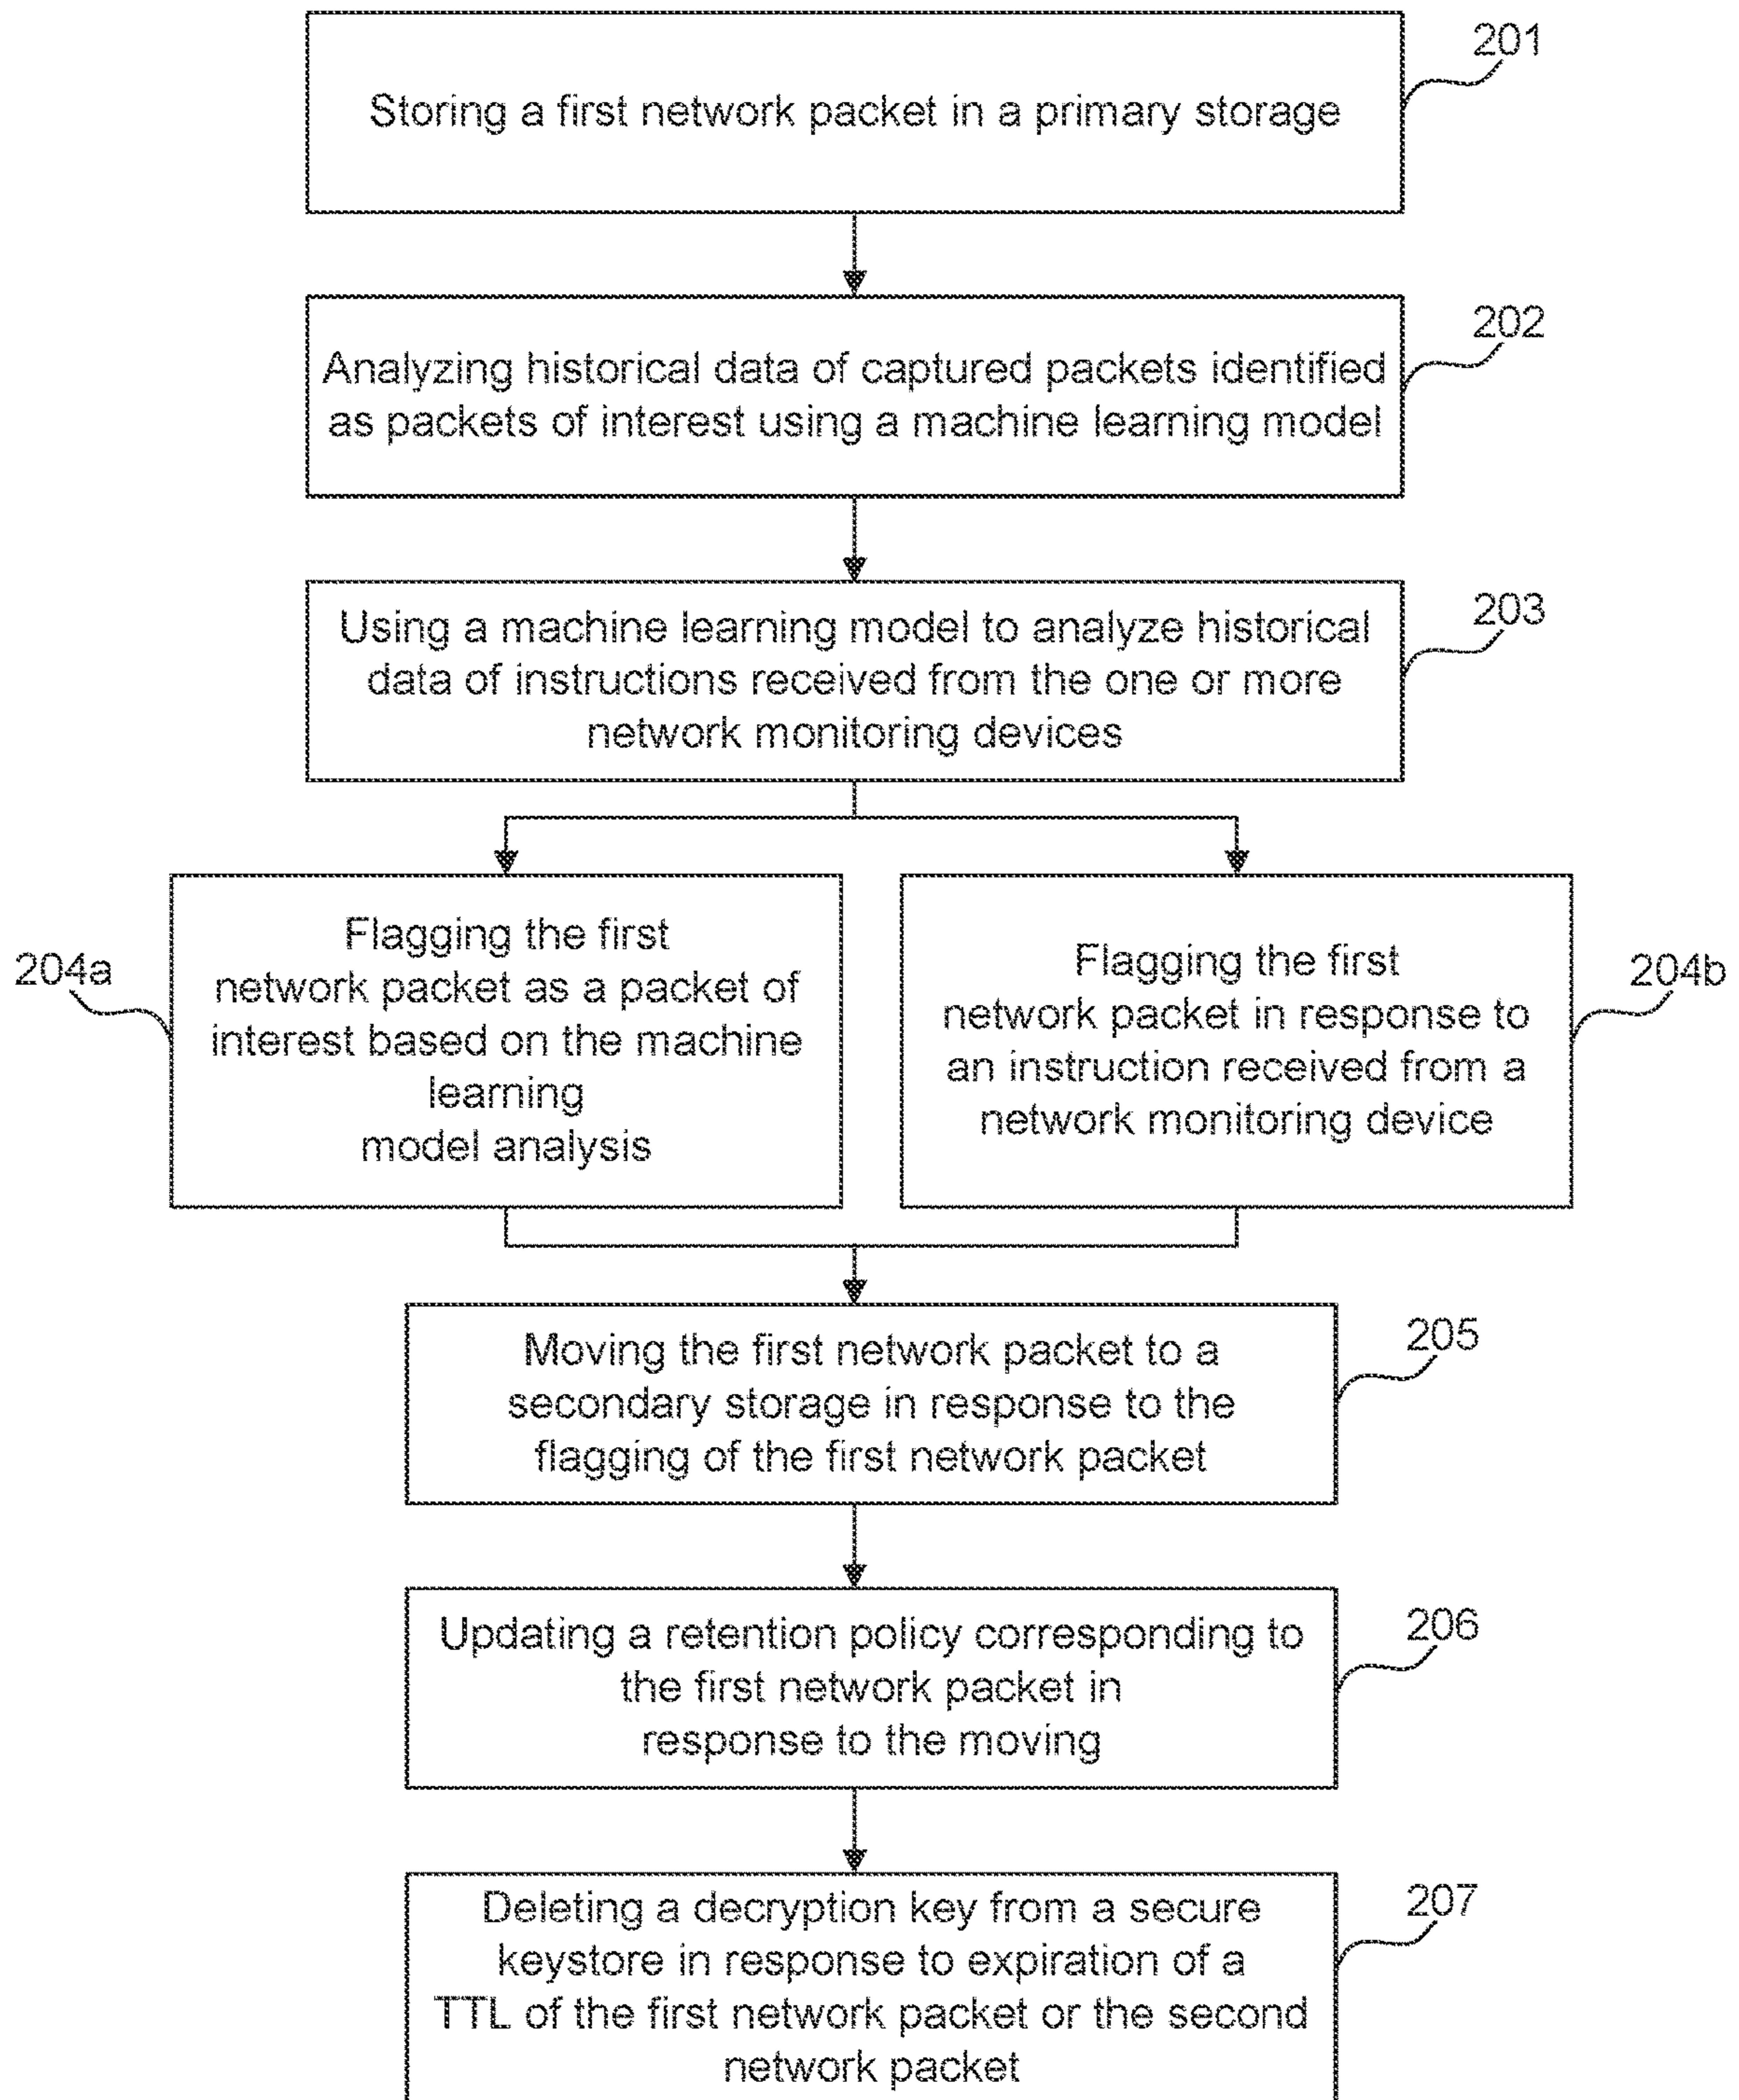 201
Storing a first network packet in a primary storage
202
Analyzing historical data of captured packets identified
as packets of interest using a machine learning model
203
Using a machine learning model to analyze historical
data of instructions received from the one or more
network monitoring devices
204a
Flagging the first
network packet as a packet of
interest based on the machine
learning
model analysis
204b
Flagging the first
network packet in response to
an instruction received from a
network monitoring device
205
Moving the first network packet to a
secondary storage in response to the
flagging of the first network packet
206
Updating a retention policy corresponding to
the first network packet in
response to the moving
207
Deleting a decryption key from a secure
keystore in response to expiration of a
TTL of the first network packet or the second
network packet